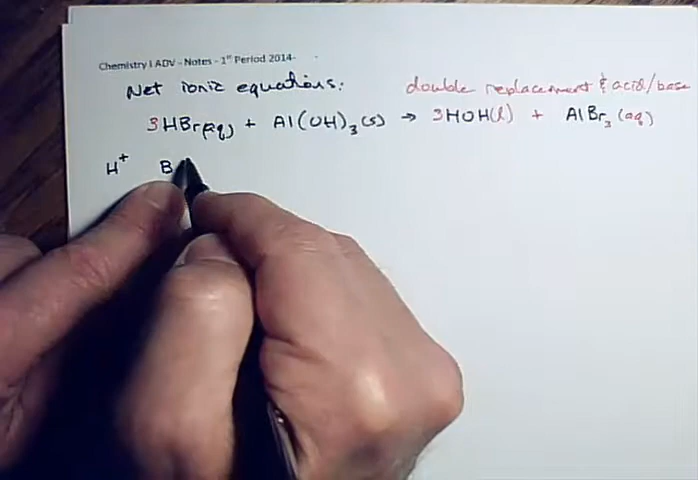 Chemistry I ADV - Notes - 1st Period 2014-
Net ionic equations: double replacement & acid/base
3HBr(aq) + Al(OH)3(s) → 3HOH(l) + AlBr3(aq)
H+ B